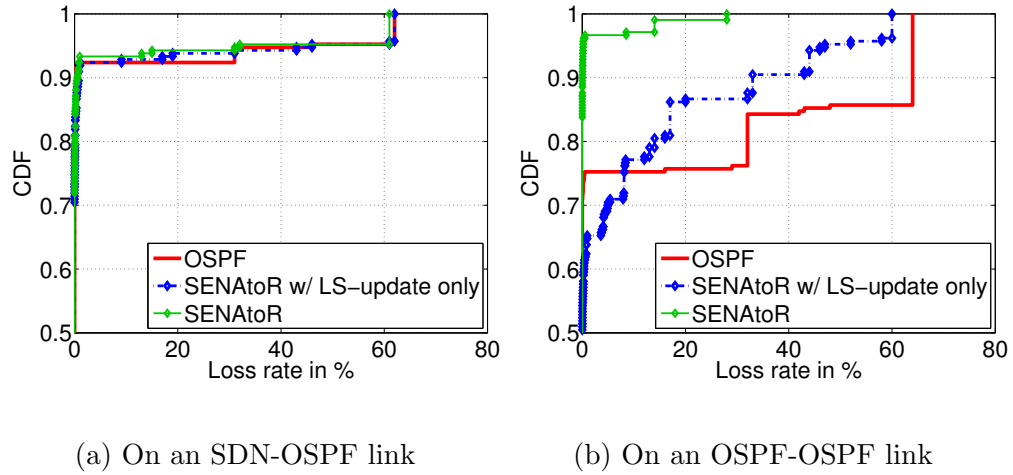 1
0.9
0.8
0.7
0.6
0.5
CDF
0 20 40 60 80
Loss rate in %
OSPF
SENAtoR w/ LS-update only
SENAtoR
(a) On an SDN-OSPF link
1
0.9
0.8
0.7
0.6
0.5
CDF
0 20 40 60 80
Loss rate in %
OSPF
SENAtoR w/ LS-update only
SENAtoR
(b) On an OSPF-OSPF link